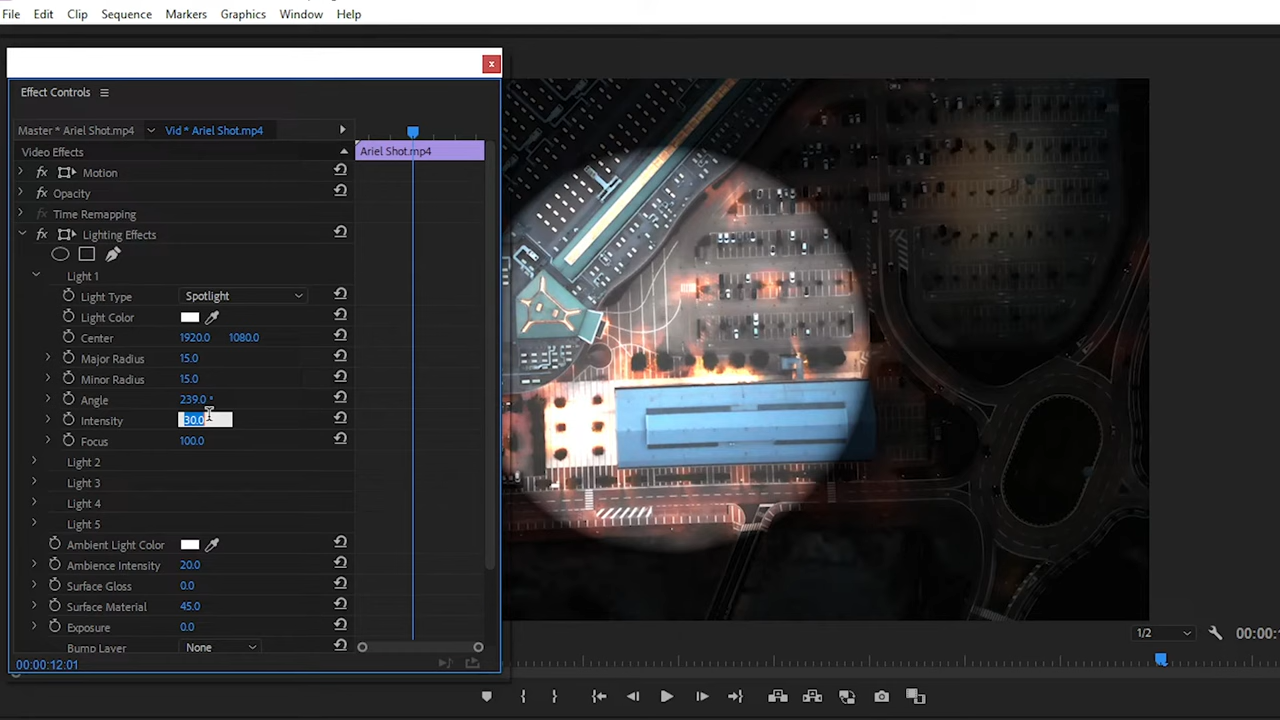 File Edit Clip Sequence Markers Graphics Window Help
x
Effect Controls
Master * Ariel Shot.mp4 Vid * Ariel Shot.mp4
Video Effects Ariel Shot.mp4
fx Motion
fx Opacity
fx Time Remapping
fx Lighting Effects
Light 1
Light Type Spotlight
Light Color
Center 1920.0 1080.0
Major Radius 15.0
Minor Radius 15.0
Angle 239.0 °
Intensity 30.0
Focus 100.0
Light 2
Light 3
Light 4
Light 5
Ambient Light Color
Ambience Intensity 20.0
Surface Gloss 0.0
Surface Material 45.0
Exposure 0.0
Bump Layer None
1/2 00:00:
00:00:12:01